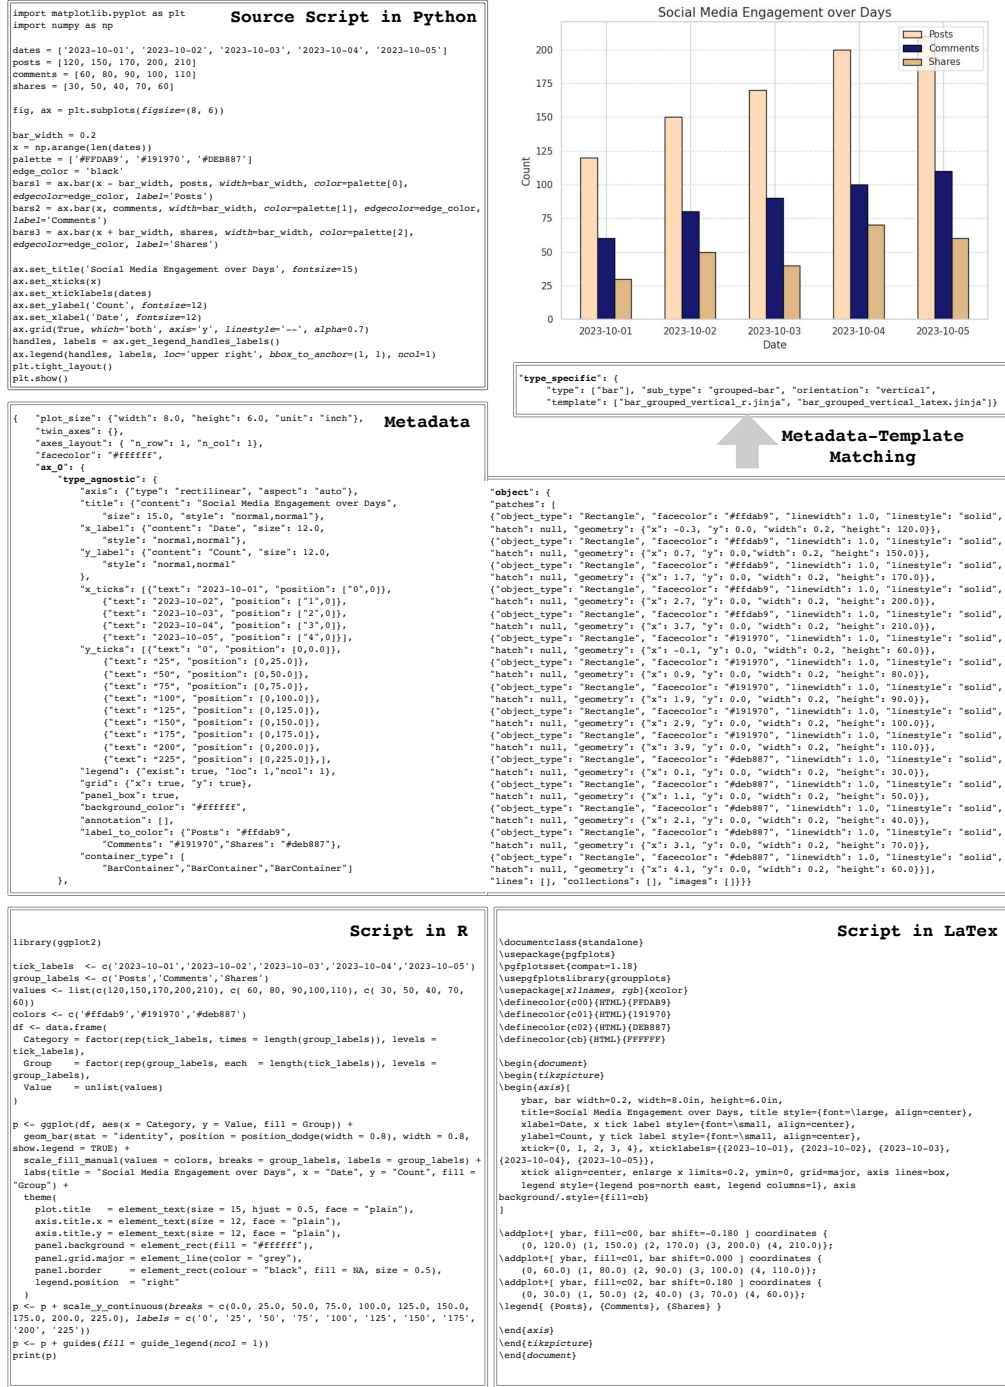 Source Script in Python
import matplotlib.pyplot as plt
import numpy as np
dates = ['2023-10-01', '2023-10-02', '2023-10-03', '2023-10-04', '2023-10-05']
posts = [120, 150, 170, 200, 210]
comments = [60, 80, 90, 100, 110]
shares = [30, 50, 40, 70, 60]
fig, ax = plt.subplots(figsize=(8, 6))
bar_width = 0.2
x = np.arange(len(dates))
palette = ['#FFDAB9', '#191970', '#DEB887']
edge_color = 'black'
bars1 = ax.bar(x - bar_width, posts, width=bar_width, color=palette[0],
edgecolor=edge_color, label='Posts')
bars2 = ax.bar(x, comments, width=bar_width, color=palette[1], edgecolor=edge_color,
label='Comments')
bars3 = ax.bar(x + bar_width, shares, width=bar_width, color=palette[2],
edgecolor=edge_color, label='Shares')
ax.set_title('Social Media Engagement over Days', fontsize=15)
ax.set_xticks(x)
ax.set_xticklabels(dates)
ax.set_ylabel('Count', fontsize=12)
ax.set_xlabel('Date', fontsize=12)
ax.grid(True, which='both', axis='y', linestyle='--', alpha=0.7)
handles, labels = ax.get_legend_handles_labels()
ax.legend(handles, labels, loc='upper right', bbox_to_anchor=(1, 1), ncol=1)
plt.tight_layout()
plt.show()
Social Media Engagement over Days
Posts
Comments
Shares
200
175
150
125
100
75
50
25
0
Count
2023-10-01 2023-10-02 2023-10-03 2023-10-04 2023-10-05
Date
"type_specific": {
"type": ["bar"], "sub_type": "grouped-bar", "orientation": "vertical",
"template": ["bar_grouped_vertical_r.jinja", "bar_grouped_vertical_latex.jinja"]}
Metadata-Template
Matching
Metadata
{ "plot_size": {"width": 8.0, "height": 6.0, "unit": "inch"},
"twin_axes": {},
"axes_layout": { "n_row": 1, "n_col": 1},
"facecolor": "#ffffff",
"ax_0": {
"type_agnostic": {
"axis": {"type": "rectilinear", "aspect": "auto"},
"title": {"content": "Social Media Engagement over Days",
"size": 15.0, "style": "normal,normal"},
"x_label": {"content": "Date", "size": 12.0,
"style": "normal,normal"},
"y_label": {"content": "Count", "size": 12.0,
"style": "normal,normal"
},
"x_ticks": [{"text": "2023-10-01", "position": ["0",0]},
{"text": "2023-10-02", "position": ["1",0]},
{"text": "2023-10-03", "position": ["2",0]},
{"text": "2023-10-04", "position": ["3",0]},
{"text": "2023-10-05", "position": ["4",0]}],
"y_ticks": [{"text": "0", "position": [0,0.0]},
{"text": “25", "position": [0,25.0]},
{"text": “50", "position": [0,50.0]},
{"text": “75", "position": [0,75.0]},
{"text": “100", "position": [0,100.0]},
{"text": “125", "position": [0,125.0]},
{"text": “150", "position": [0,150.0]},
{"text": "175", "position": [0,175.0]},
{"text": "200", "position": [0,200.0]},
{"text": "225", "position": [0,225.0]},],
"legend": {"exist": true, "loc": 1,"ncol": 1},
"grid": {"x": true, "y": true},
"panel_box": true,
"background_color": "#ffffff",
"annotation": [],
"label_to_color": {"Posts": "#ffdab9",
"Comments": "#191970","Shares": "#deb887"},
"container_type": [
"BarContainer","BarContainer","BarContainer"]
},
"object": {
"patches": [
{"object_type": "Rectangle", "facecolor": "#ffdab9", "linewidth": 1.0, "linestyle": "solid",
"hatch": null, "geometry": {"x": -0.3, "y": 0.0, "width": 0.2, "height": 120.0}},
{"object_type": "Rectangle", "facecolor": "#ffdab9", "linewidth": 1.0, "linestyle": "solid",
"hatch": null, "geometry": {"x": 0.7, "y": 0.0,"width": 0.2, "height": 150.0}},
{"object_type": "Rectangle", "facecolor": "#ffdab9", "linewidth": 1.0, "linestyle": "solid",
"hatch": null, "geometry": {"x": 1.7, "y": 0.0, "width": 0.2, "height": 170.0}},
{"object_type": "Rectangle", "facecolor": "#ffdab9", "linewidth": 1.0, "linestyle": "solid",
"hatch": null, "geometry": {"x": 2.7, "y": 0.0, "width": 0.2, "height": 200.0}},
{"object_type": "Rectangle", "facecolor": "#ffdab9", "linewidth": 1.0, "linestyle": "solid",
"hatch": null, "geometry": {"x": 3.7, "y": 0.0, "width": 0.2, "height": 210.0}},
{"object_type": "Rectangle", "facecolor": "#191970", "linewidth": 1.0, "linestyle": "solid",
"hatch": null, "geometry": {"x": -0.1, "y": 0.0, "width": 0.2, "height": 60.0}},
{"object_type": "Rectangle", "facecolor": "#191970", "linewidth": 1.0, "linestyle": "solid",
"hatch": null, "geometry": {"x": 0.9, "y": 0.0, "width": 0.2, "height": 80.0}},
{"object_type": "Rectangle", "facecolor": "#191970", "linewidth": 1.0, "linestyle": "solid",
"hatch": null, "geometry": {"x": 1.9, "y": 0.0, "width": 0.2, "height": 90.0}},
{"object_type": "Rectangle", "facecolor": "#191970", "linewidth": 1.0, "linestyle": "solid",
"hatch": null, "geometry": {"x": 2.9, "y": 0.0, "width": 0.2, "height": 100.0}},
{"object_type": "Rectangle", "facecolor": "#191970", "linewidth": 1.0, "linestyle": "solid",
"hatch": null, "geometry": {"x": 3.9, "y": 0.0, "width": 0.2, "height": 110.0}},
{"object_type": "Rectangle", "facecolor": "#deb887", "linewidth": 1.0, "linestyle": "solid",
"hatch": null, "geometry": {"x": 0.1, "y": 0.0, "width": 0.2, "height": 30.0}},
{"object_type": "Rectangle", "facecolor": "#deb887", "linewidth": 1.0, "linestyle": "solid",
"hatch": null, "geometry": {"x": 1.1, "y": 0.0, "width": 0.2, "height": 50.0}},
{"object_type": "Rectangle", "facecolor": "#deb887", "linewidth": 1.0, "linestyle": "solid",
"hatch": null, "geometry": {"x": 2.1, "y": 0.0, "width": 0.2, "height": 40.0}},
{"object_type": "Rectangle", "facecolor": "#deb887", "linewidth": 1.0, "linestyle": "solid",
"hatch": null, "geometry": {"x": 3.1, "y": 0.0, "width": 0.2, "height": 70.0}},
{"object_type": "Rectangle", "facecolor": "#deb887", "linewidth": 1.0, "linestyle": "solid",
"hatch": null, "geometry": {"x": 4.1, "y": 0.0, "width": 0.2, "height": 60.0}}],
"lines": [], "collections": [], "images": []}}}
Script in R
library(ggplot2)
tick_labels <- c('2023-10-01','2023-10-02','2023-10-03','2023-10-04','2023-10-05')
group_labels <- c('Posts','Comments','Shares')
values <- list(c(120,150,170,200,210), c( 60, 80, 90,100,110), c( 30, 50, 40, 70,
60))
colors <- c('#ffdab9','#191970','#deb887')
df <- data.frame(
Category = factor(rep(tick_labels, times = length(group_labels)), levels =
tick_labels),
Group = factor(rep(group_labels, each = length(tick_labels)), levels =
group_labels),
Value = unlist(values)
)
p <- ggplot(df, aes(x = Category, y = Value, fill = Group)) +
geom_bar(stat = "identity", position = position_dodge(width = 0.8), width = 0.8,
show.legend = TRUE) +
scale_fill_manual(values = colors, breaks = group_labels, labels = group_labels) +
labs(title = "Social Media Engagement over Days", x = "Date", y = "Count", fill =
"Group") +
theme(
plot.title = element_text(size = 15, hjust = 0.5, face = "plain"),
axis.title.x = element_text(size = 12, face = "plain"),
axis.title.y = element_text(size = 12, face = "plain"),
panel.background = element_rect(fill = "#ffffff"),
panel.grid.major = element_line(color = "grey"),
panel.border = element_rect(colour = "black", fill = NA, size = 0.5),
legend.position = "right"
)
p <- p + scale_y_continuous(breaks = c(0.0, 25.0, 50.0, 75.0, 100.0, 125.0, 150.0,
175.0, 200.0, 225.0), labels = c('0', '25', '50', '75', '100', '125', '150', '175',
'200', '225'))
p <- p + guides(fill = guide_legend(ncol = 1))
print(p)
Script in LaTex
\documentclass{standalone}
\usepackage{pgfplots}
\pgfplotsset{compat=1.18}
\usepgfplotslibrary{groupplots}
\usepackage[xllnames, rgb]{xcolor}
\definecolor{c00}{HTML}{FFDAB9}
\definecolor{c01}{HTML}{191970}
\definecolor{c02}{HTML}{DEB887}
\definecolor{cb}{HTML}{FFFFFF}
\begin{document}
\begin{tikzpicture}
\begin{axis}[
ybar, bar width=0.2, width=8.0in, height=6.0in,
title=Social Media Engagement over Days, title style={font=\large, align=center},
xlabel=Date, x tick label style={font=\small, align=center},
ylabel=Count, y tick label style={font=\small, align=center},
xtick={0, 1, 2, 3, 4}, xticklabels={{2023-10-01}, {2023-10-02}, {2023-10-03},
{2023-10-04}, {2023-10-05}},
xtick align=center, enlarge x limits=0.2, ymin=0, grid=major, axis lines=box,
legend style={legend pos=north east, legend columns=1}, axis
background/.style={fill=cb}
]
\addplot+[ ybar, fill=c00, bar shift=-0.180 ] coordinates {
(0, 120.0) (1, 150.0) (2, 170.0) (3, 200.0) (4, 210.0)};
\addplot+[ ybar, fill=c01, bar shift=0.000 ] coordinates {
(0, 60.0) (1, 80.0) (2, 90.0) (3, 100.0) (4, 110.0)};
\addplot+[ ybar, fill=c02, bar shift=0.180 ] coordinates {
(0, 30.0) (1, 50.0) (2, 40.0) (3, 70.0) (4, 60.0)};
\legend{ {Posts}, {Comments}, {Shares} }
\end{axis}
\end{tikzpicture}
\end{document}